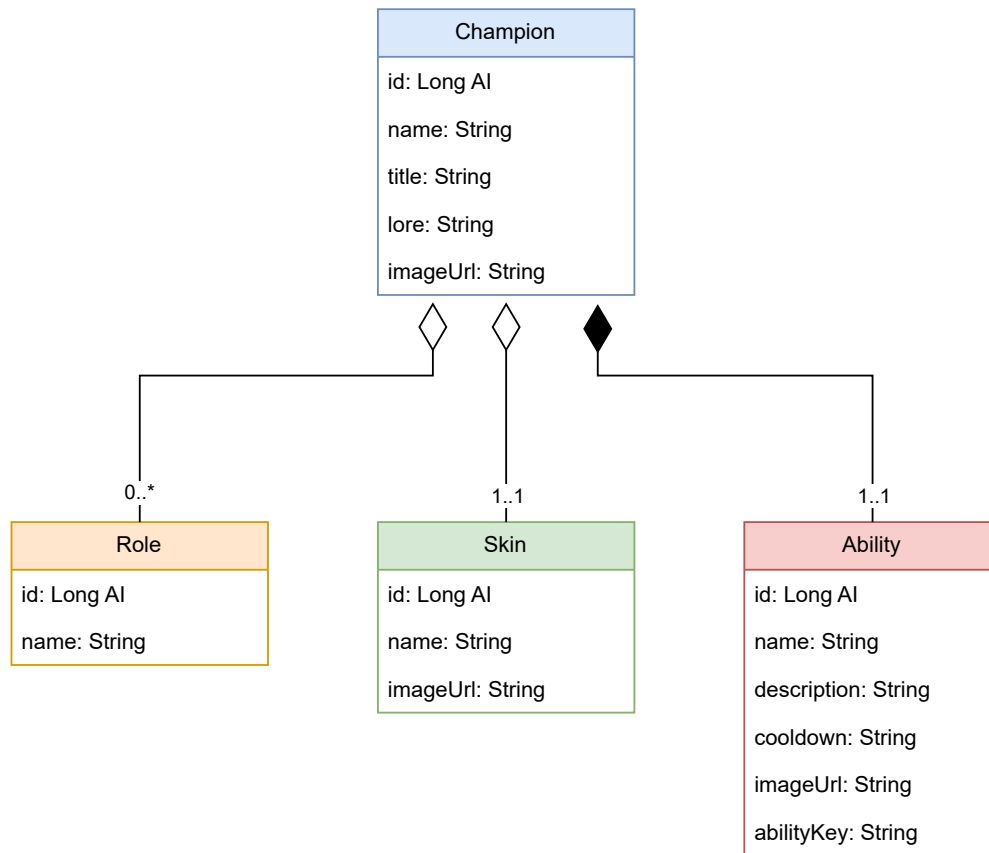 Champion
id: Long AI
name: String
title: String
lore: String
imageUrl: String
0..*
1..1
1..1
Role
id: Long AI
name: String
Skin
id: Long AI
name: String
imageUrl: String
Ability
id: Long AI
name: String
description: String
cooldown: String
imageUrl: String
abilityKey: String